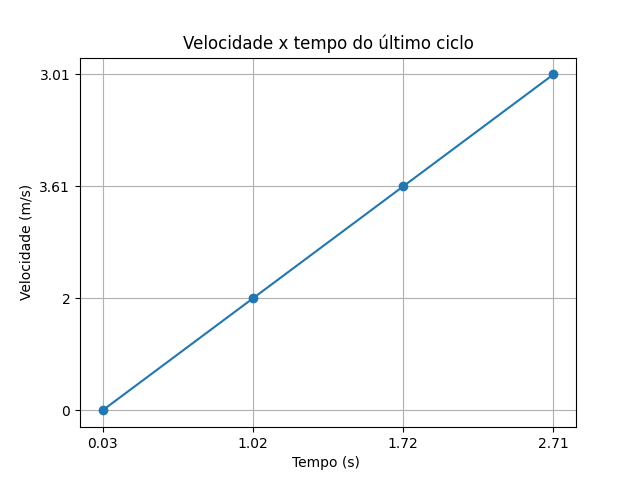 Velocidade x tempo do último ciclo
3.01
3.61
2
0
Velocidade (m/s)
0.03 1.02 1.72 2.71
Tempo (s)